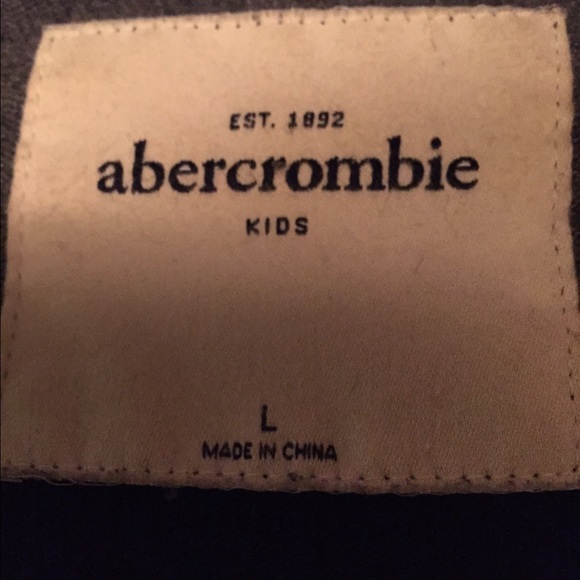 EST. 1892
abercrombie
KIDS
L
MADE IN CHINA